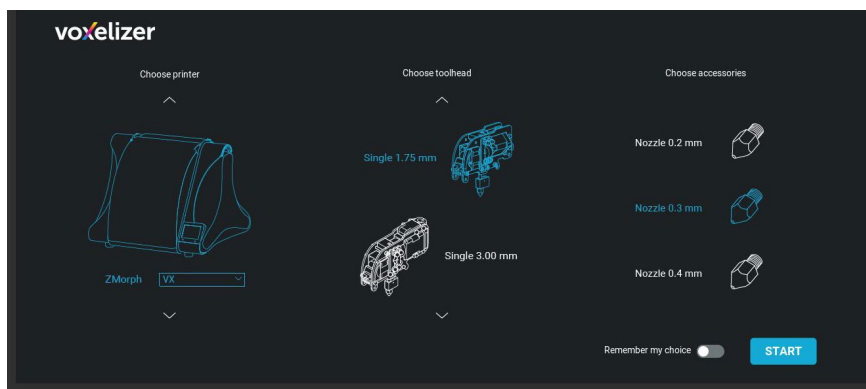 voxelizer
Choose printer
Choose toolhead
Choose accessories
Nozzle 0.2 mm
Single 1.75 mm
Nozzle 0.3 mm
Single 3.00 mm
Nozzle 0.4 mm
ZMorph VX
Remember my choice
START